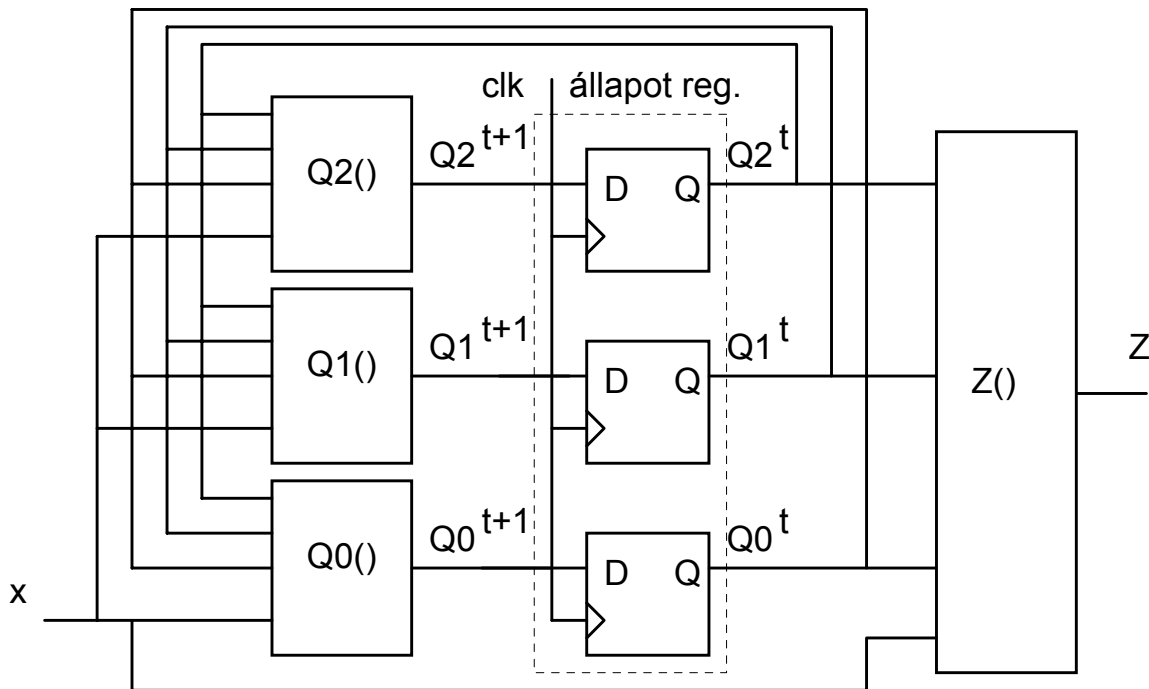 clk állapot reg.
Q2() Q2 t+1 D Q Q2 t
Q1() Q1 t+1 D Q Q1 t
Z() Z
Q0() Q0 t+1 D Q Q0 t
x